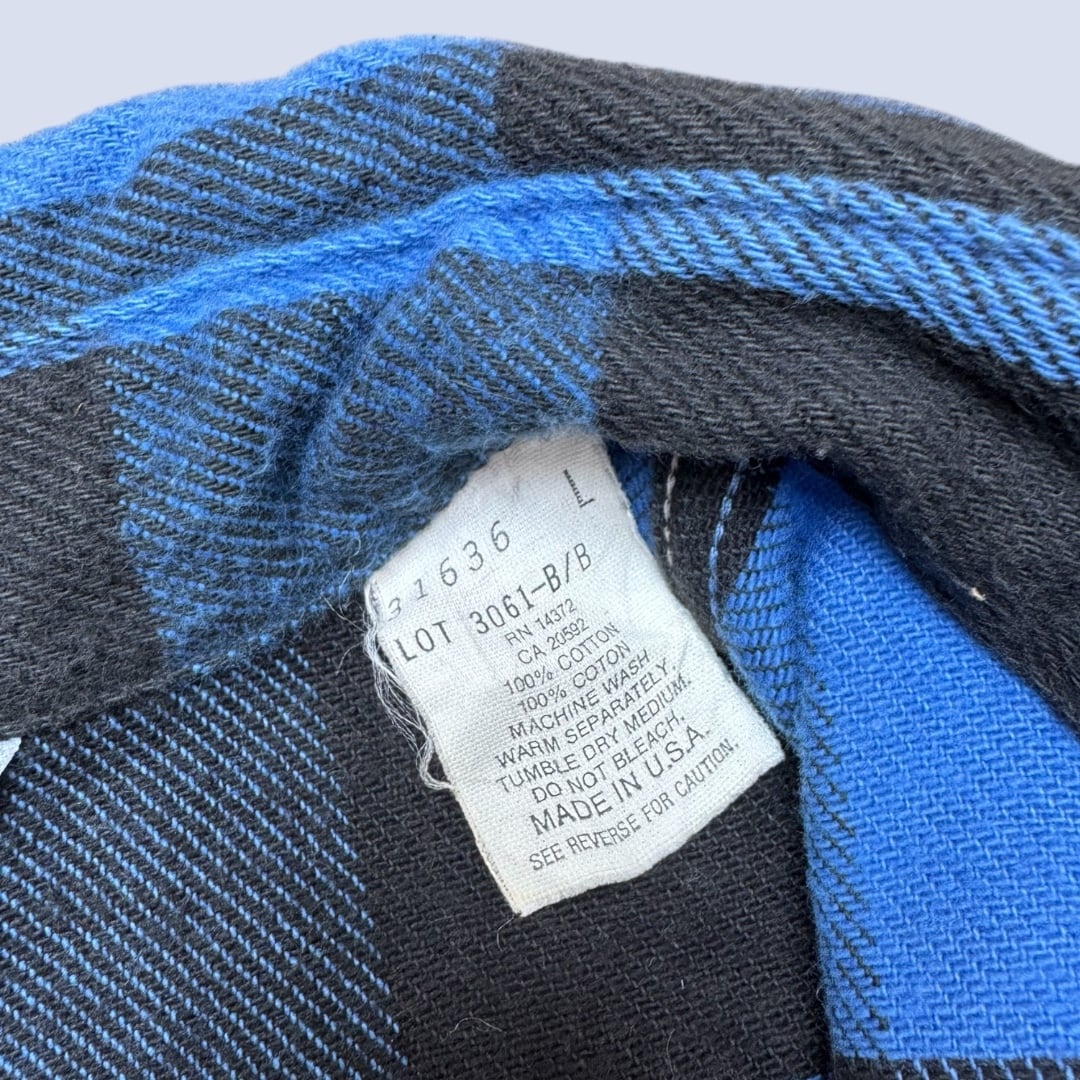 31636 L
LOT 3061-B/B
RN 14372
CA 20592
100% COTTON
100% COTON
MACHINE WASH
WARM SEPARATELY.
TUMBLE DRY MEDIUM.
DO NOT BLEACH.
MADE IN U.S.A.
SEE REVERSE FOR CAUTION.